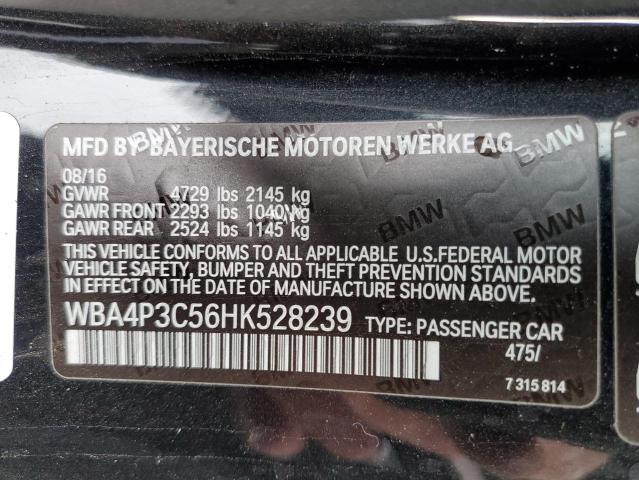 MFD BY BAYERISCHE MOTOREN WERKE AG
08/16
GVWR 4729 lbs 2145 kg
GAWR FRONT 2293 lbs 1040 kg
GAWR REAR 2524 lbs 1145 kg
THIS VEHICLE CONFORMS TO ALL APPLICABLE U.S.FEDERAL MOTOR
VEHICLE SAFETY, BUMPER AND THEFT PREVENTION STANDARDS
IN EFFECT ON THE DATE OF MANUFACTURE SHOWN ABOVE.
WBA4P3C56HK528239 TYPE: PASSENGER CAR
475/
7 315 814